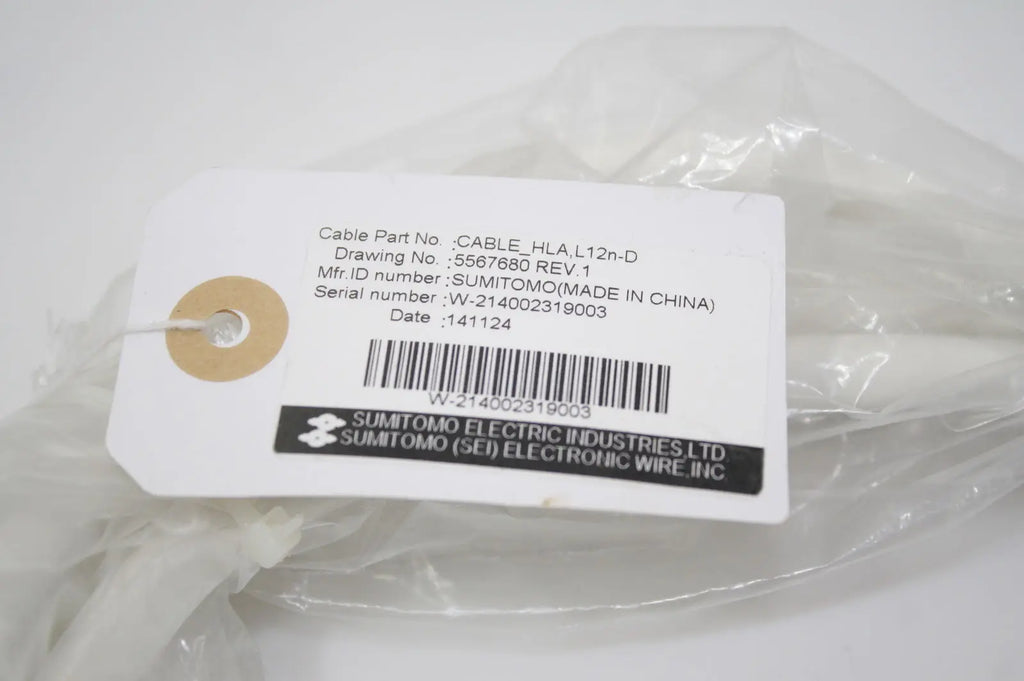 Cable Part No. :CABLE_HLA,L12n-D
Drawing No. :5567680 REV.1
Mfr.ID number :SUMITOMO(MADE IN CHINA)
Serial number :W-214002319003
Date :141124
W-214002319003
SUMITOMO ELECTRIC INDUSTRIES,LTD.
SUMITOMO (SEI) ELECTRONIC WIRE,INC